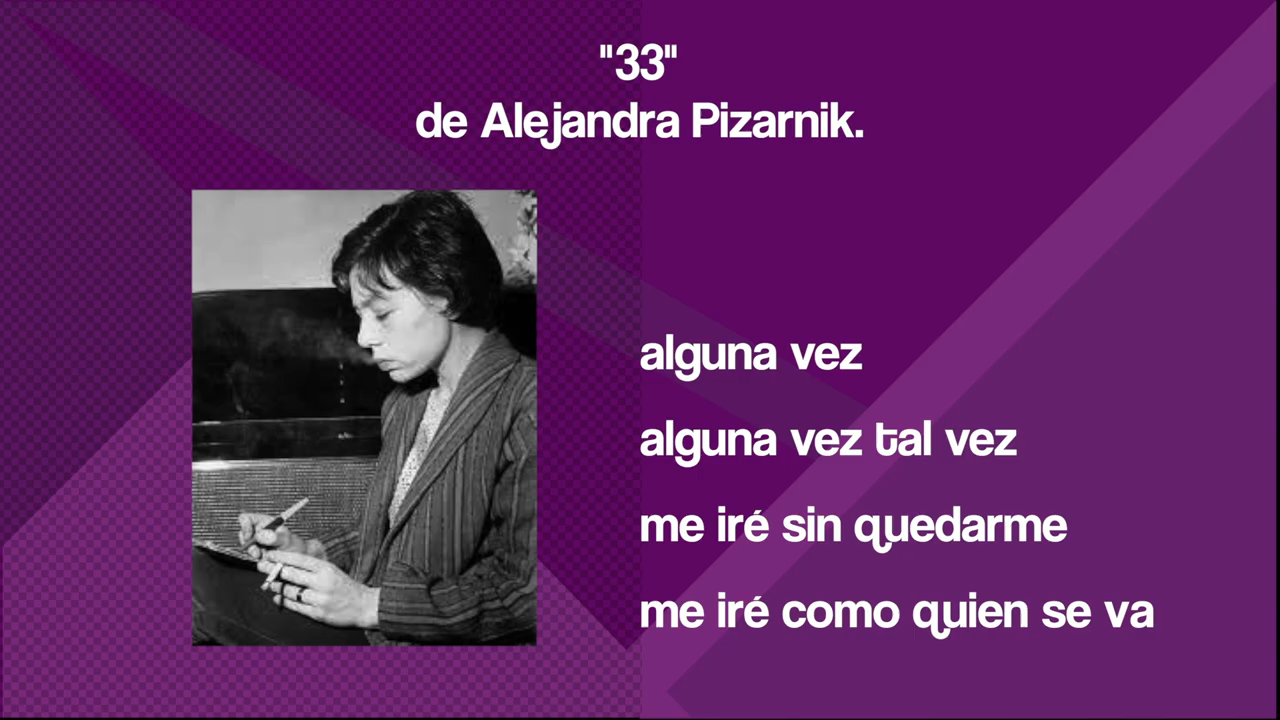 "33"
de Alejandra Pizarnik.
alguna vez
alguna vez tal vez
me iré sin quedarme
me iré como quien se va